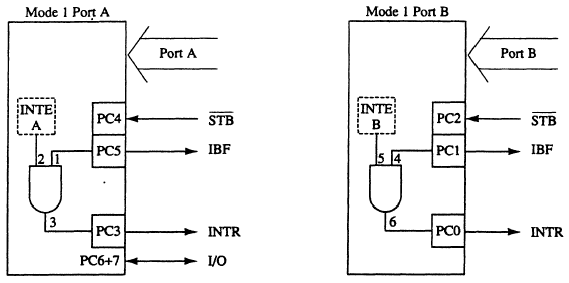 Mode 1 Port A
Port A
INTE
A
PC4
STB
PC5
IBF
2 1
3
PC3
INTR
PC6+7
I/O
Mode 1 Port B
Port B
INTE
B
PC2
STB
PC1
IBF
5 4
6
PC0
INTR